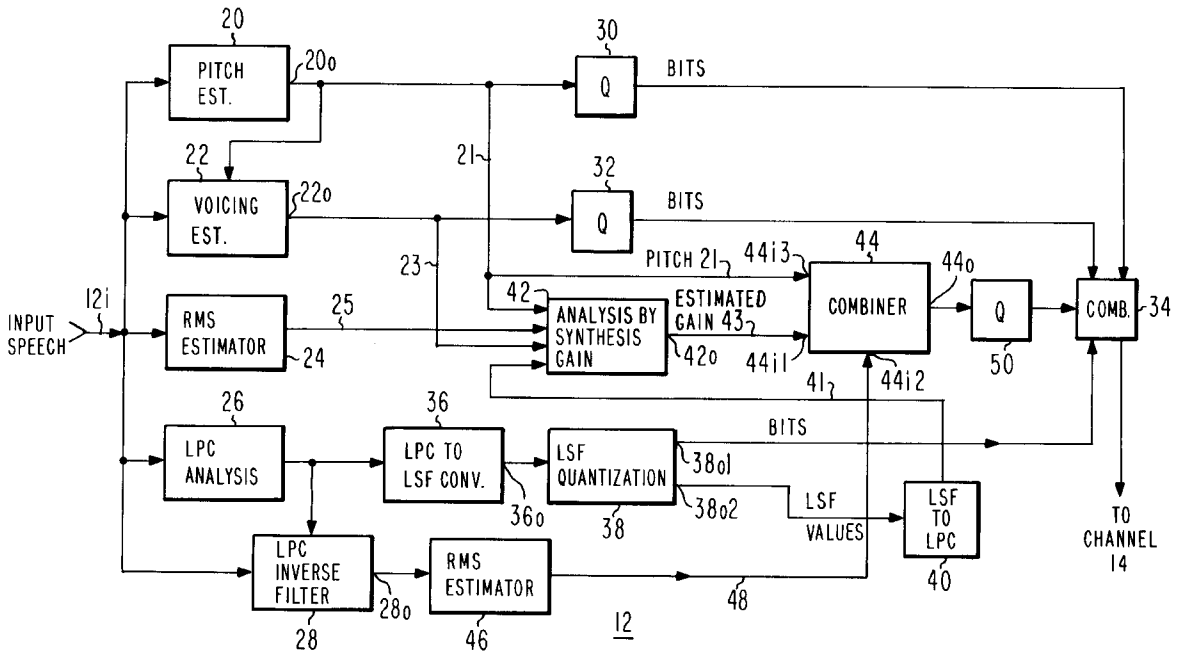 20
PITCH
EST.
20o
30
Q
BITS
22
VOICING
EST.
22o
21
32
Q
BITS
23
PITCH 21
44i3
44
COMBINER
44o
Q
50
COMB.
34
INPUT
SPEECH
12i
RMS
ESTIMATOR
24
25
42
ANALYSIS BY
SYNTHESIS
GAIN
ESTIMATED
GAIN 43
42o
44i1
44i2
41
26
LPC
ANALYSIS
36
LPC TO
LSF CONV.
36o
LSF
QUANTIZATION
38
38o1
38o2
BITS
LSF
VALUES
LSF
TO
LPC
40
TO
CHANNEL
14
LPC
INVERSE
FILTER
28
28o
RMS
ESTIMATOR
46
48
12